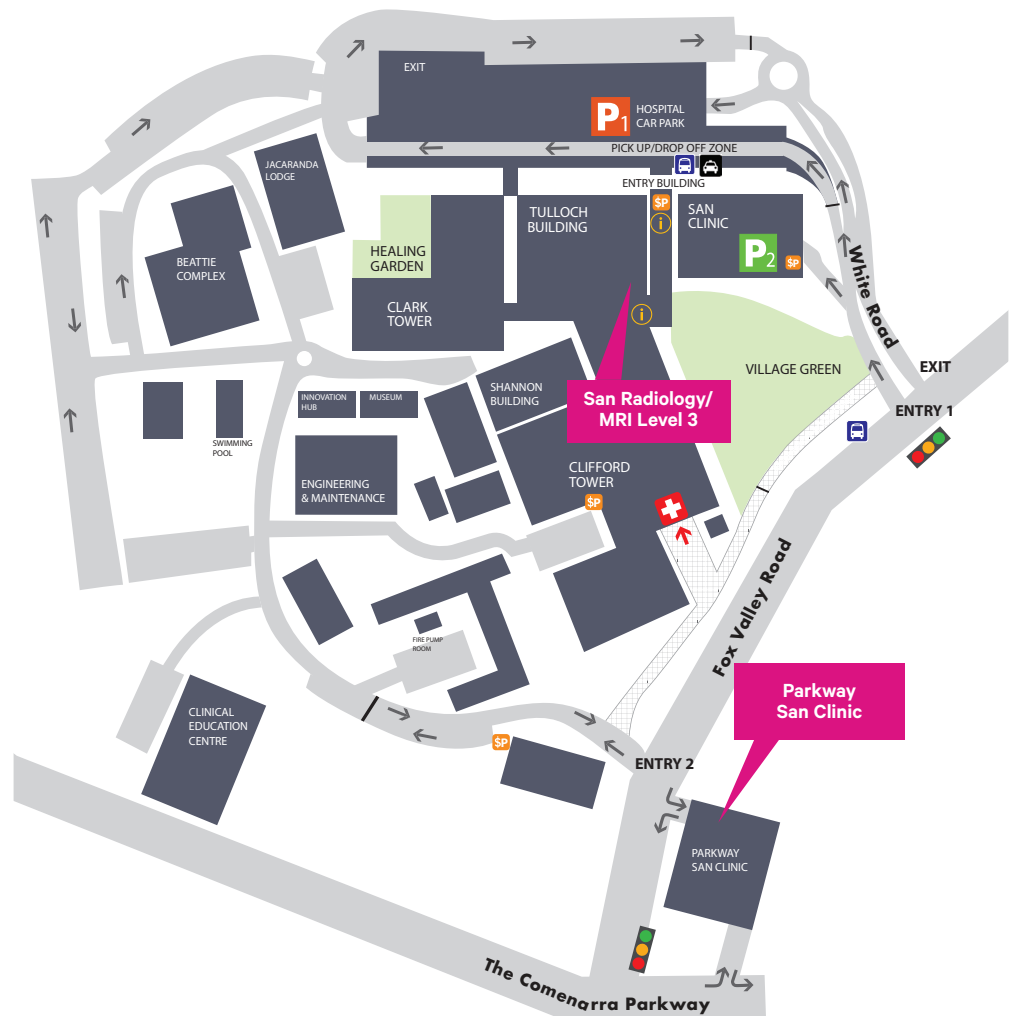 EXIT
P1
HOSPITAL
CAR PARK
PICK UP/DROP OFF ZONE
JACARANDA
LODGE
ENTRY BUILDING
$P
i
TULLOCH
BUILDING
SAN
CLINIC
P2
$P
HEALING
GARDEN
BEATTIE
COMPLEX
White Road
CLARK
TOWER
i
VILLAGE GREEN
EXIT
ENTRY 1
SHANNON
BUILDING
San Radiology/
MRI Level 3
INNOVATION
HUB
MUSEUM
SWIMMING
POOL
CLIFFORD
TOWER
$P
ENGINEERING
& MAINTENANCE
Fox Valley Road
FIRE PUMP
ROOM
Parkway
San Clinic
CLINICAL
EDUCATION
CENTRE
$P
ENTRY 2
PARKWAY
SAN CLINIC
The Comenarra Parkway